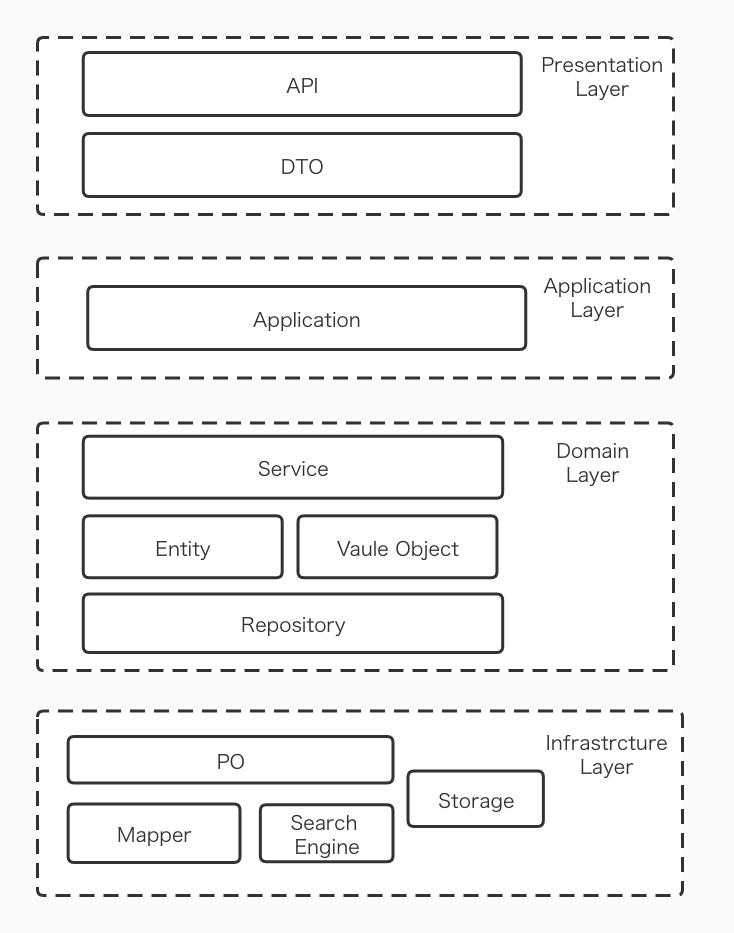 API
Presentation
Layer
DTO
Application
Application
Layer
Service
Domain
Layer
Entity
Vaule Object
Repository
PO
Infrastrcture
Layer
Storage
Mapper
Search
Engine